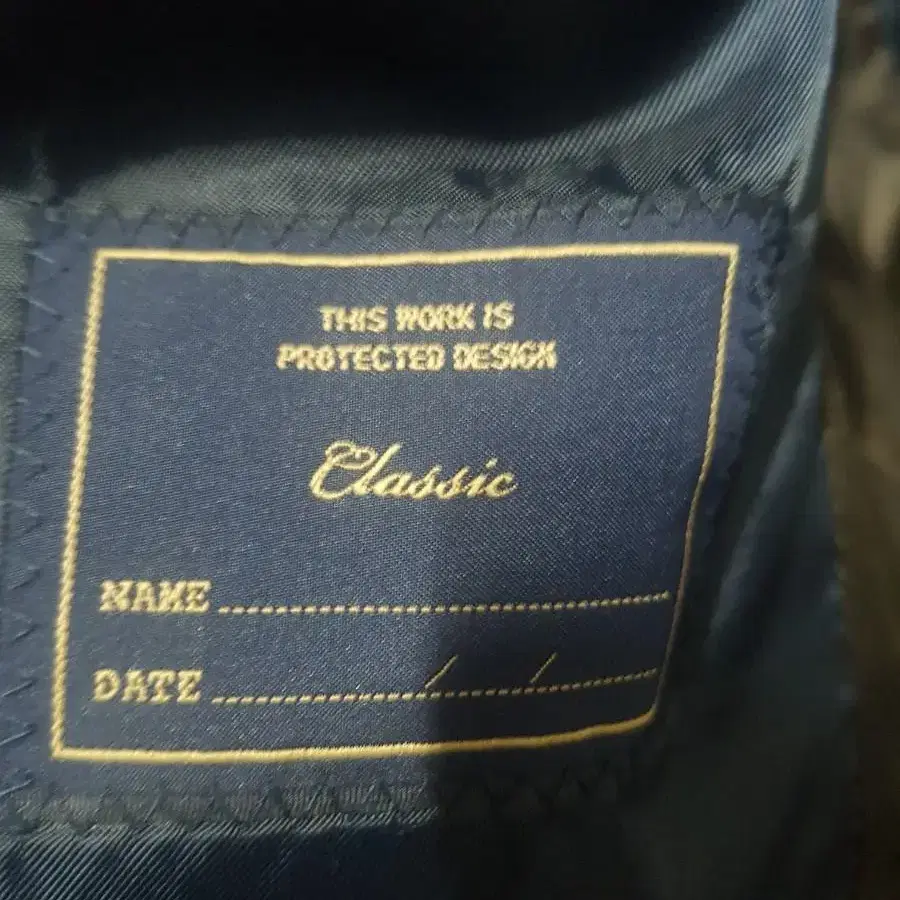 THIS WORK IS
PROTECTED DESIGN
Classic
NAME
DATE / /